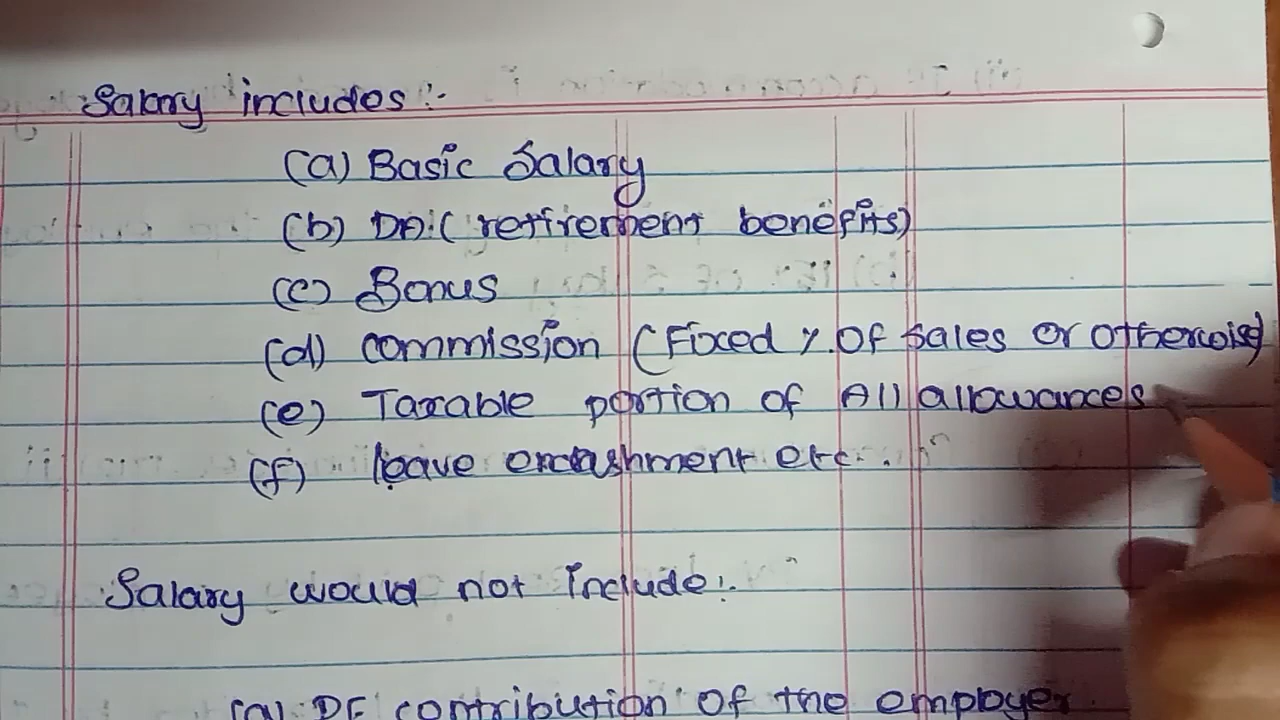 Salary includes :-
(a) Basic Salary
(b) DA (retirement benefits)
(c) Bonus
(d) commission (Fixed % Of Sales or otherwise)
(e) Taxable portion of All allowances
(f) leave encashment etc..
Salary would not Include :-
(a) PF contribution of the employer